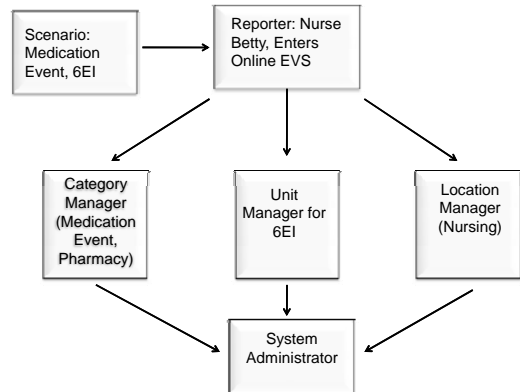 Scenario:
Medication
Event, 6EI
Reporter: Nurse
Betty, Enters
Online EVS
Category
Manager
(Medication
Event,
Pharmacy)
Unit
Manager for
6EI
Location
Manager
(Nursing)
System
Administrator